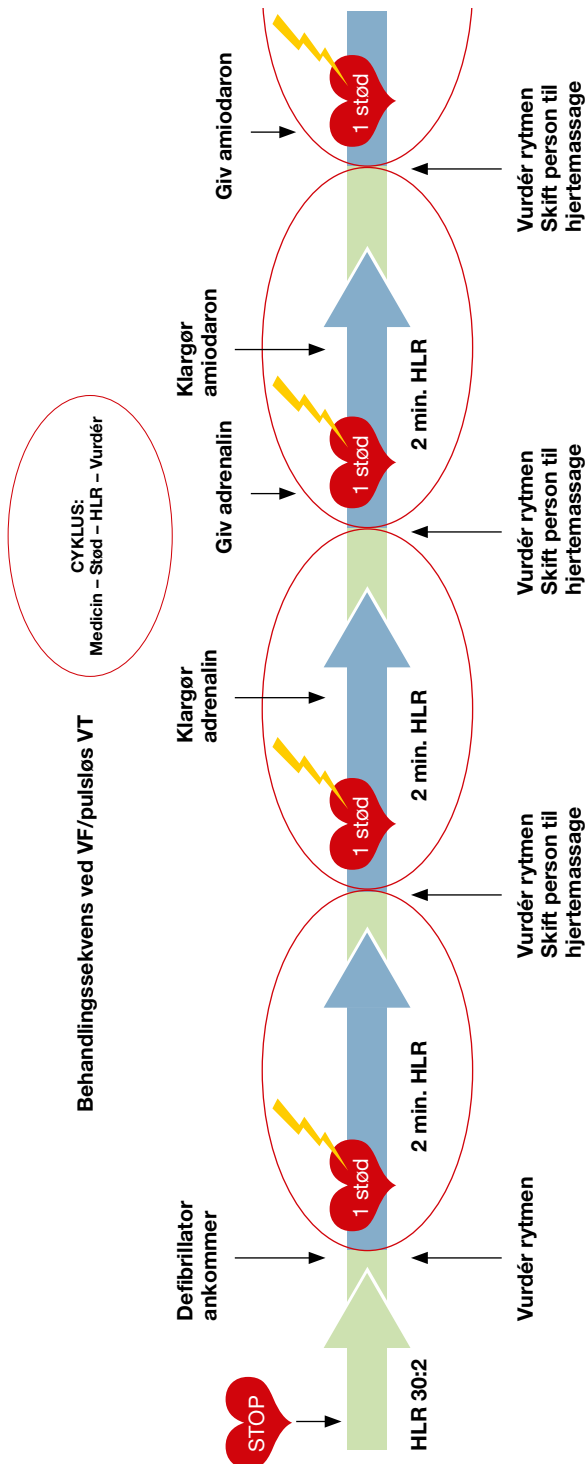 Behandlingssekvens ved VF/pulsløs VT
CYKLUS:
Medicin – Stød – HLR – Vurdér
STOP
Defibrillator
ankommer
Klargør
adrenalin
Giv adrenalin
Klargør
amiodaron
Giv amiodaron
1 stød
1 stød
1 stød
1 stød
2 min. HLR
2 min. HLR
2 min. HLR
HLR 30:2
Vurdér rytmen
Vurdér rytmen
Skift person til
hjertemassage
Vurdér rytmen
Skift person til
hjertemassage
Vurdér rytmen
Skift person til
hjertemassage